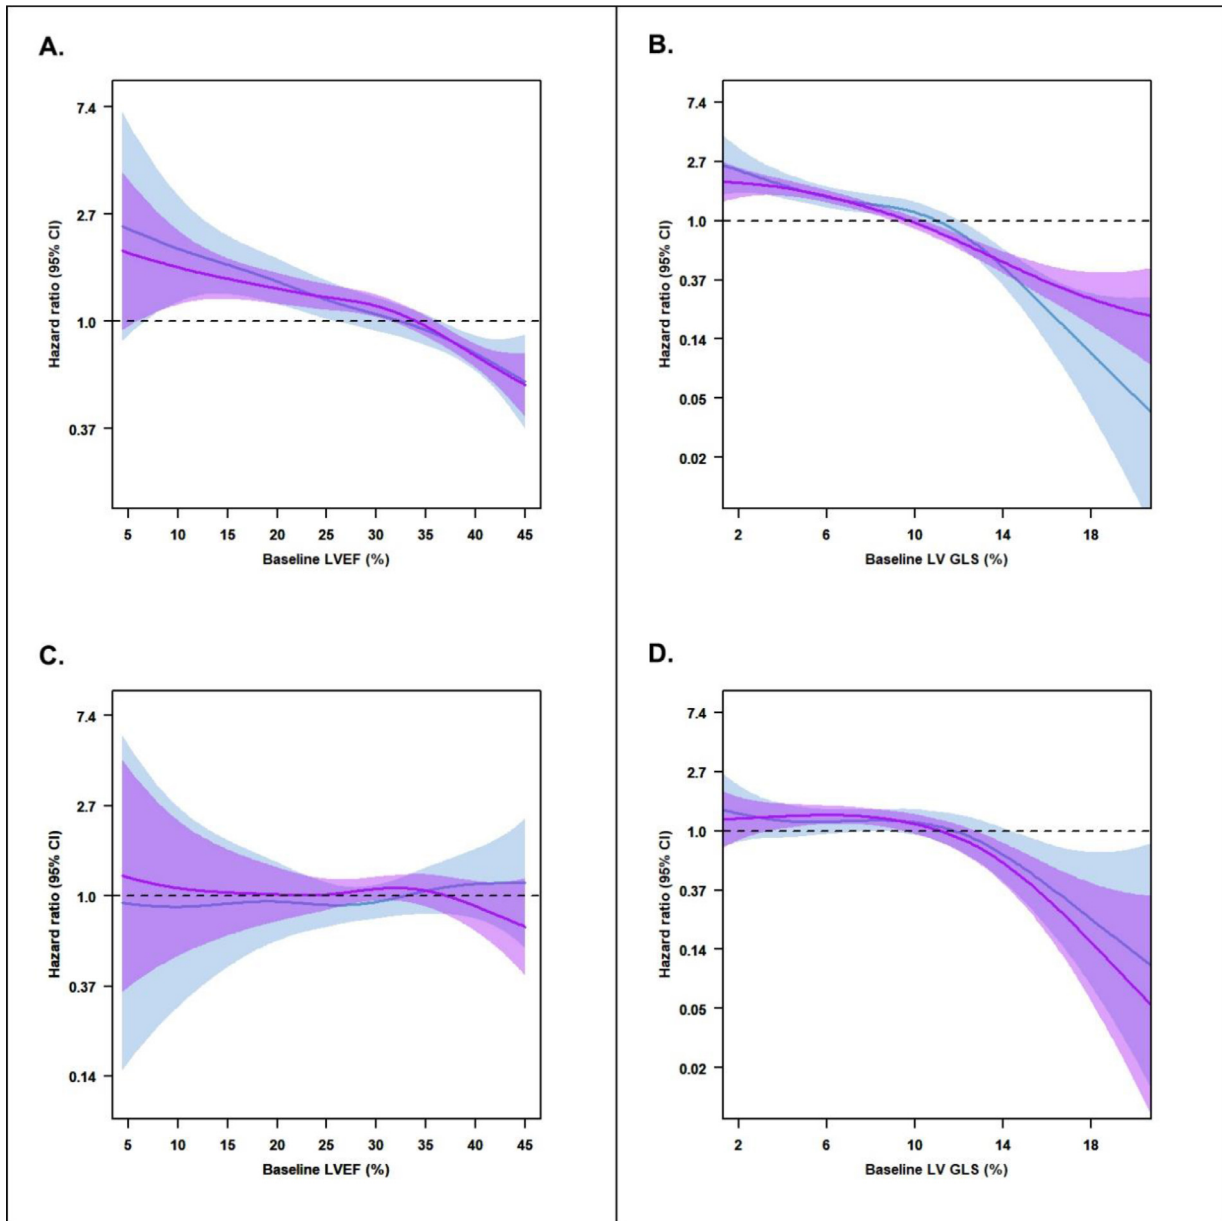 A.
7.4
2.7
1.0
0.37
Hazard ratio (95% CI)
5 10 15 20 25 30 35 40 45
Baseline LVEF (%)
B.
7.4
2.7
1.0
0.37
0.14
0.05
0.02
Hazard ratio (95% CI)
2 6 10 14 18
Baseline LV GLS (%)
C.
7.4
2.7
1.0
0.37
0.14
Hazard ratio (95% CI)
5 10 15 20 25 30 35 40 45
Baseline LVEF (%)
D.
7.4
2.7
1.0
0.37
0.14
0.05
0.02
Hazard ratio (95% CI)
2 6 10 14 18
Baseline LV GLS (%)